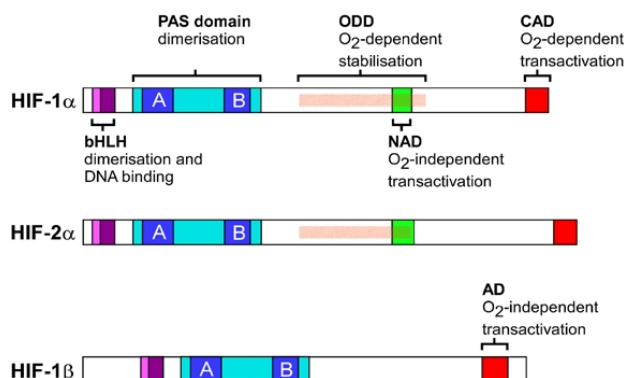 PAS domain
dimerisation
ODD
O₂-dependent
stabilisation
CAD
O₂-dependent
transactivation
HIF-1α
A
B
bHLH
dimerisation and
DNA binding
NAD
O₂-independent
transactivation
HIF-2α
A
B
AD
O₂-independent
transactivation
HIF-1β
A
B